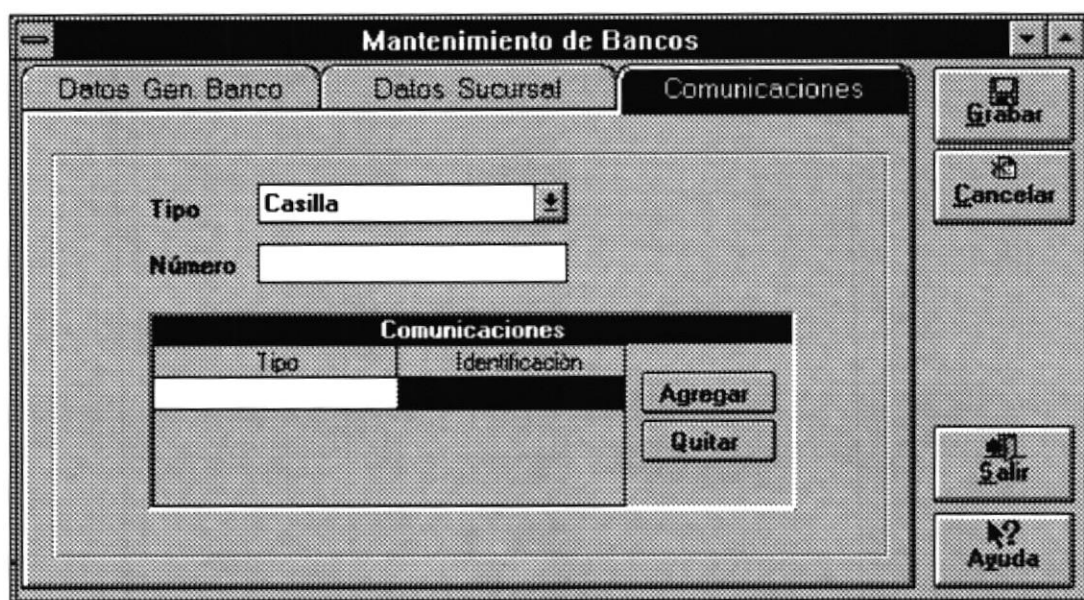 Mantenimiento de Bancos
Datos Gen. Banco
Datos Sucursal
Comunicaciones
Grabar
Cancelar
Tipo
Casilla
Número
Comunicaciones
Tipo
Identificación
Agregar
Quitar
Salir
Ayuda